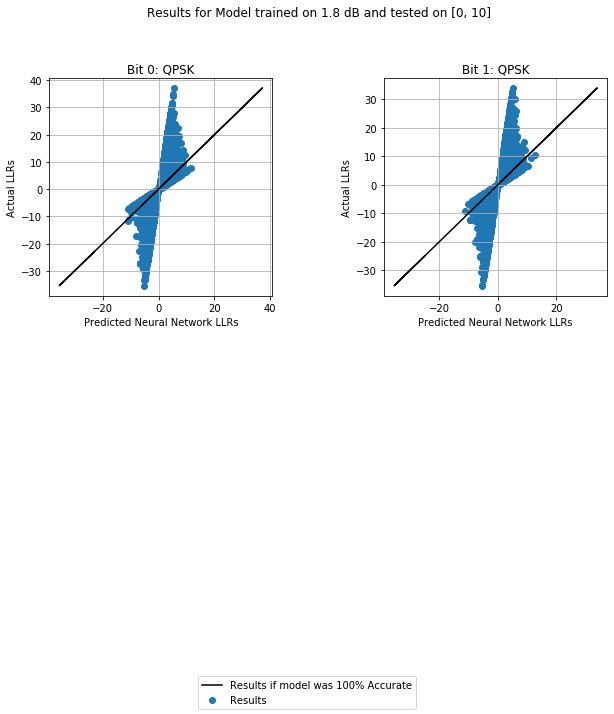 Results for Model trained on 1.8 dB and tested on [0, 10]
Bit 0: QPSK
40
30
20
10
0
−10
−20
−30
Actual LLRs
−20
0
20
40
Predicted Neural Network LLRs
Bit 1: QPSK
30
20
10
0
−10
−20
−30
Actual LLRs
−20
0
20
Predicted Neural Network LLRs
Results if model was 100% Accurate
Results